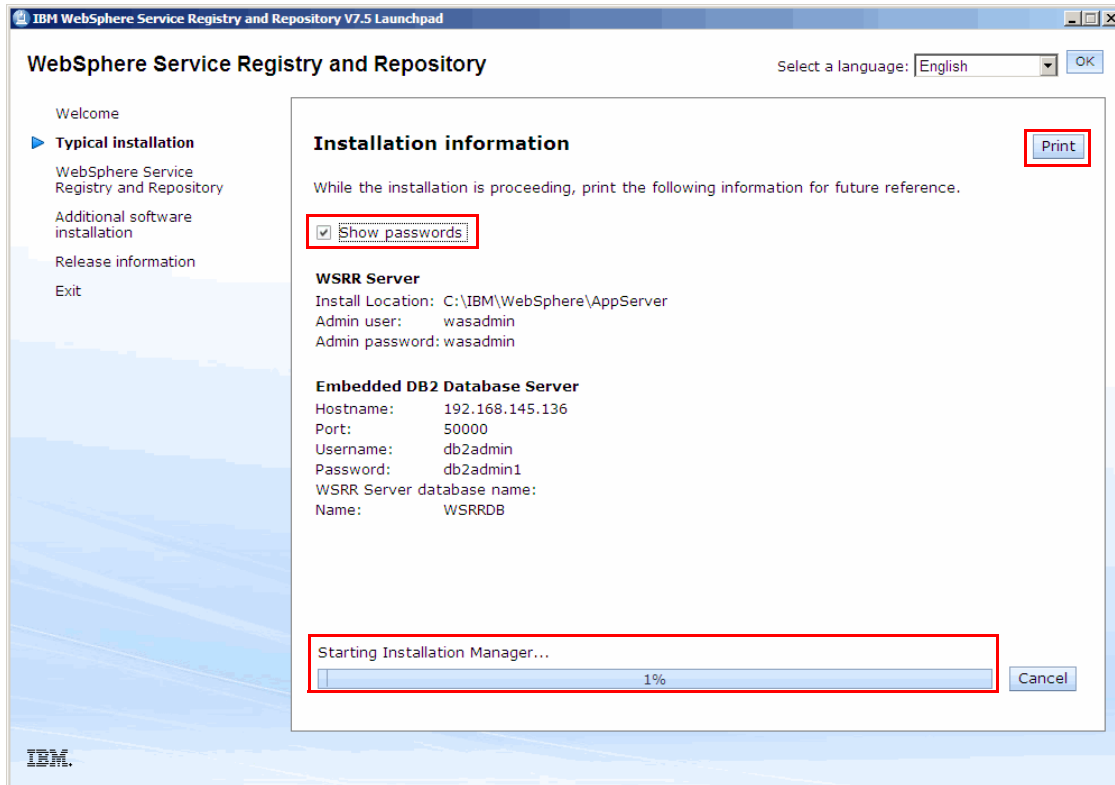 IBM WebSphere Service Registry and Repository V7.5 Launchpad
WebSphere Service Registry and Repository
Select a language: English OK
Welcome
Typical installation
WebSphere Service
Registry and Repository
Additional software
installation
Release information
Exit
Installation information
Print
While the installation is proceeding, print the following information for future reference.
Show passwords
WSRR Server
Install Location: C:\IBM\WebSphere\AppServer
Admin user: wasadmin
Admin password: wasadmin
Embedded DB2 Database Server
Hostname: 192.168.145.136
Port: 50000
Username: db2admin
Password: db2admin1
WSRR Server database name:
Name: WSRRDB
Starting Installation Manager...
1%
Cancel
IBM.